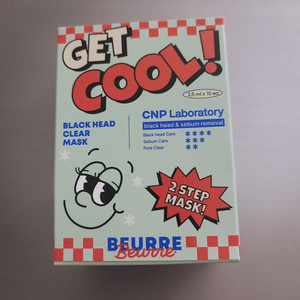 GET
COOL!
2.5 ml x 10 ea
BLACK HEAD
CLEAR
MASK
CNP Laboratory
black head & sebum removal
Black head Care ✱✱✱✱
Sebum Care ✱✱✱
Pore Clear ✱✱
2 STEP
MASK!
BEURRE
Beurre